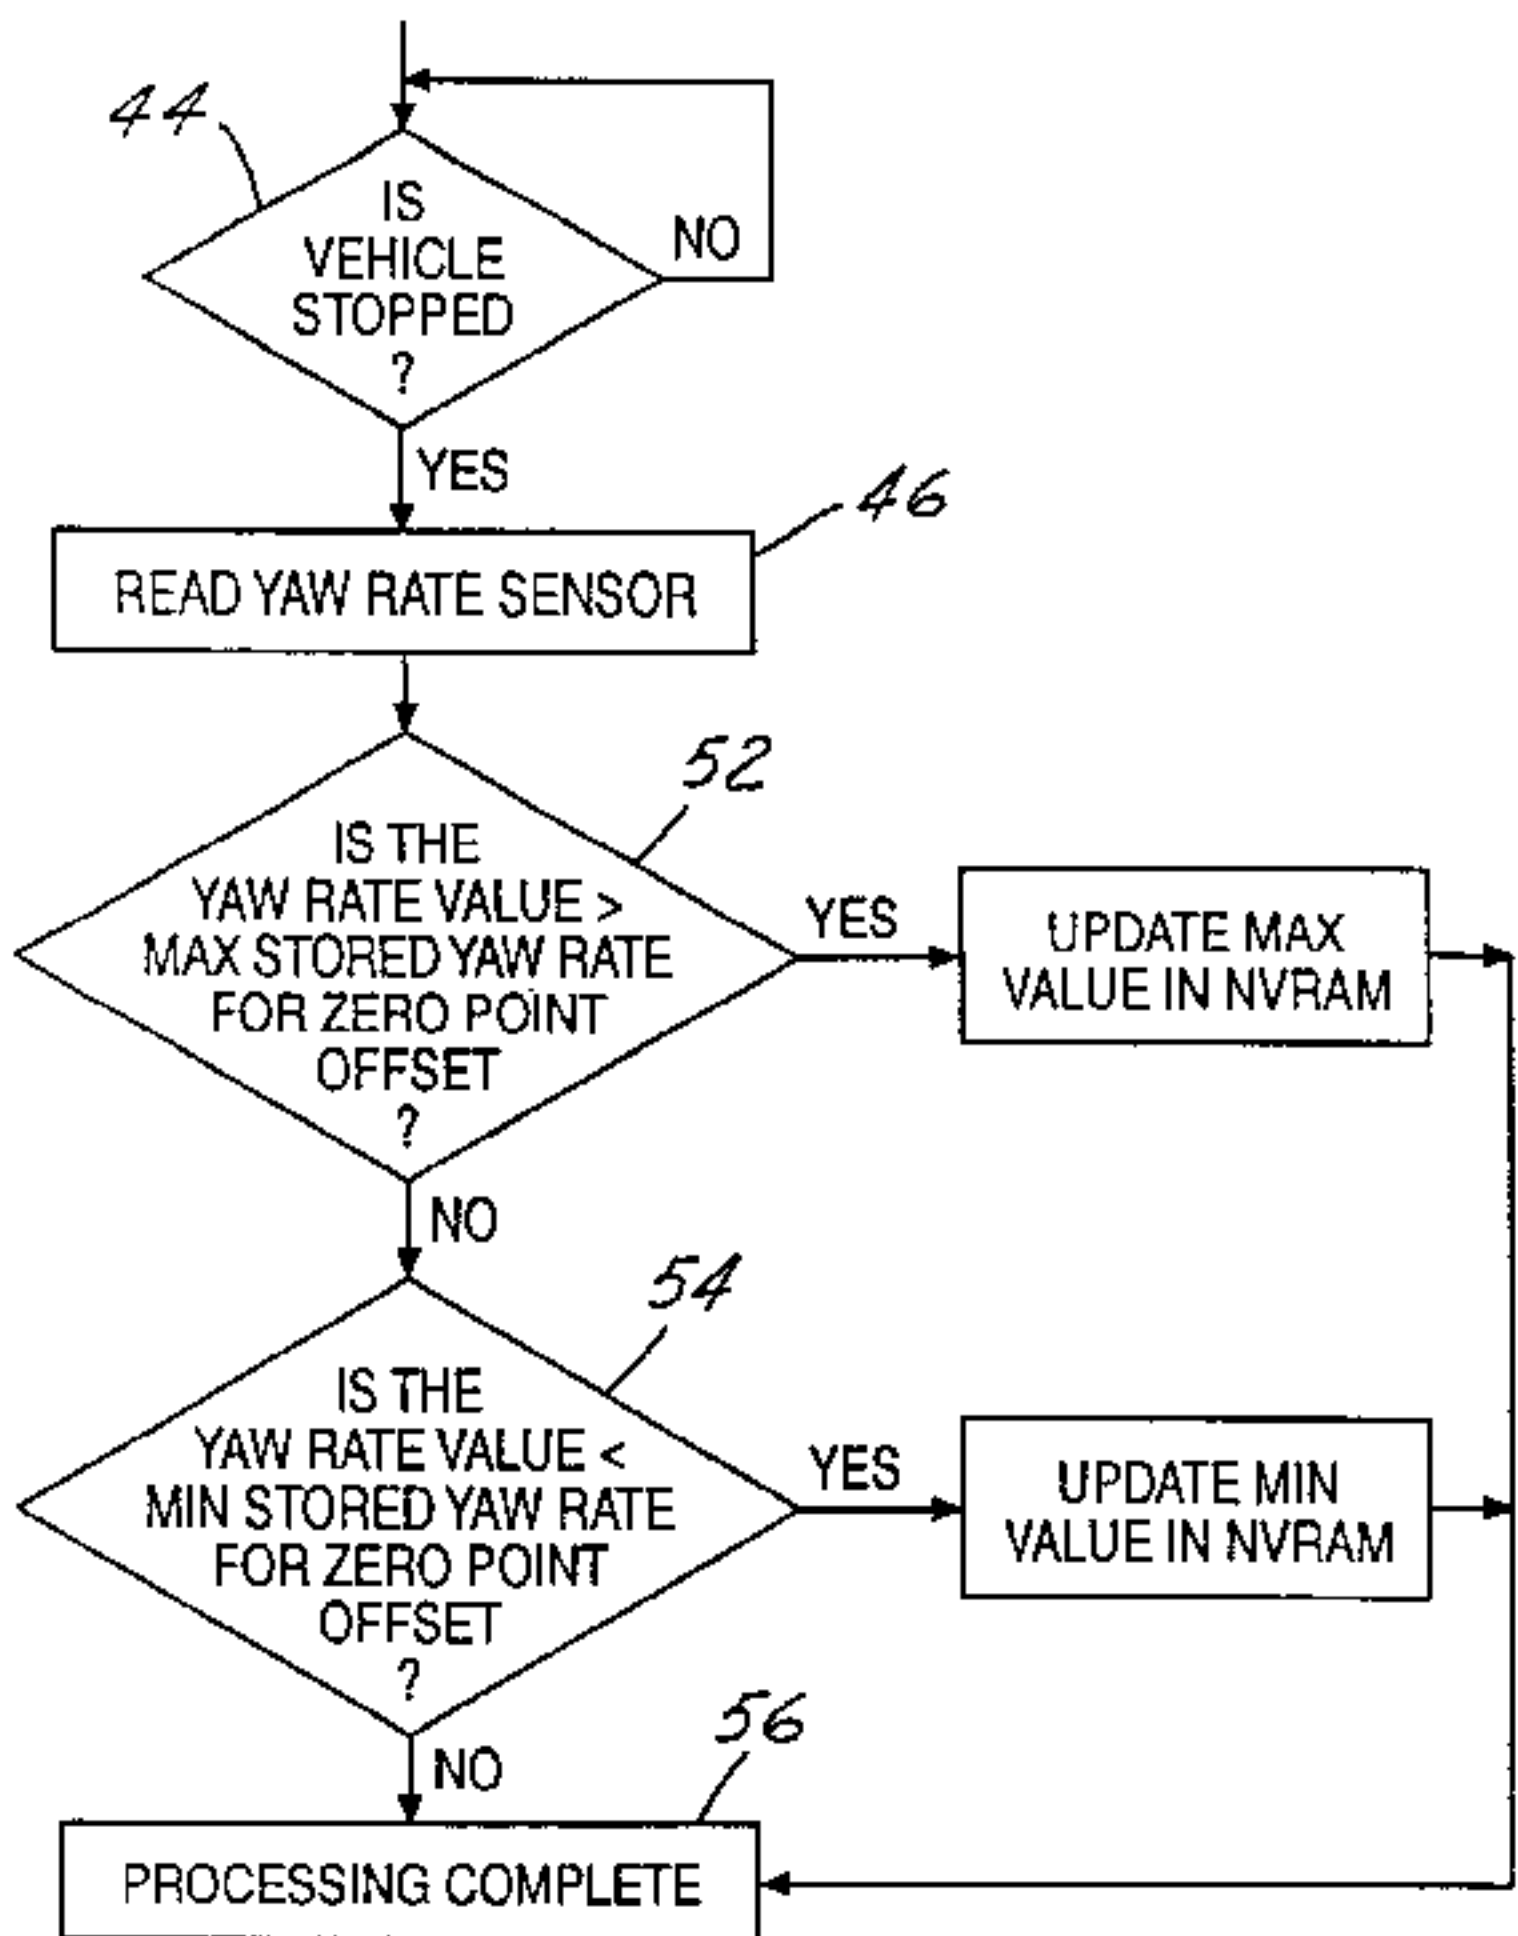 44
IS
VEHICLE
STOPPED
?
NO
YES
46
READ YAW RATE SENSOR
52
IS THE
YAW RATE VALUE >
MAX STORED YAW RATE
FOR ZERO POINT
OFFSET
?
YES
UPDATE MAX
VALUE IN NVRAM
NO
54
IS THE
YAW RATE VALUE <
MIN STORED YAW RATE
FOR ZERO POINT
OFFSET
?
YES
UPDATE MIN
VALUE IN NVRAM
NO
56
PROCESSING COMPLETE